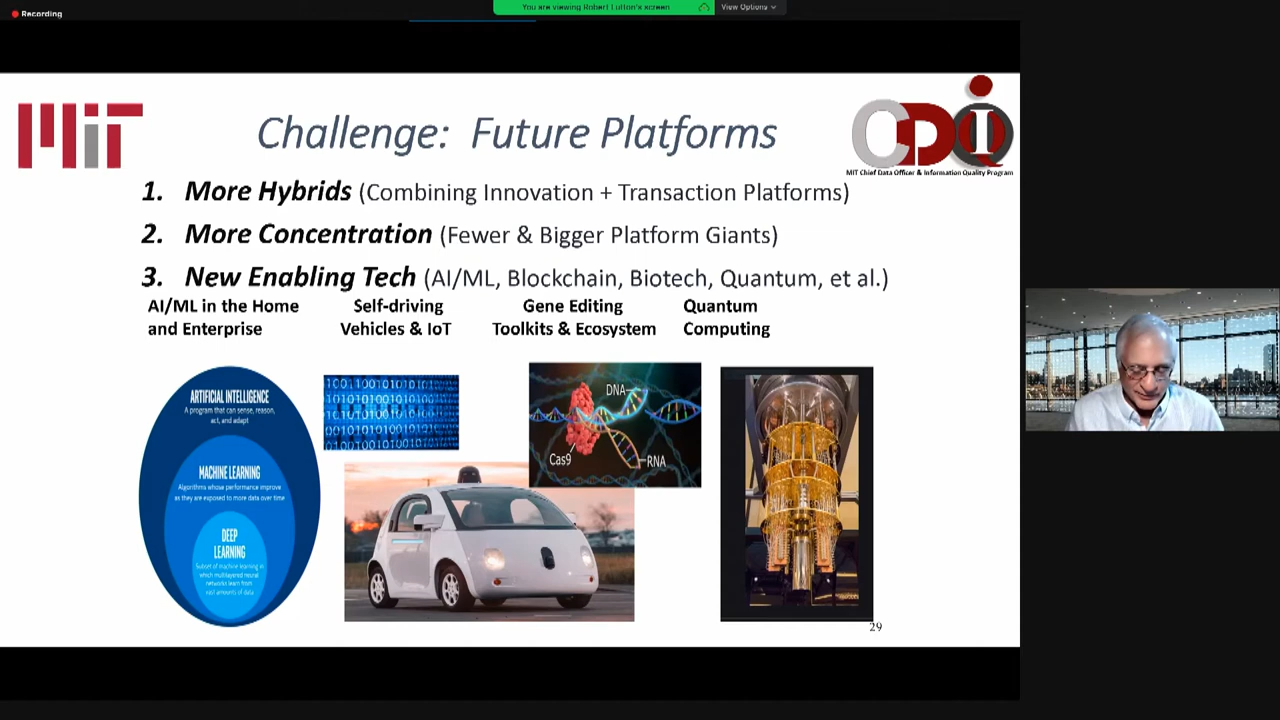 Recording
You are viewing Robert Lutton's screen
View Options
MIT
CDIQ
MIT Chief Data Officer & Information Quality Program
Challenge: Future Platforms
1. More Hybrids (Combining Innovation + Transaction Platforms)
2. More Concentration (Fewer & Bigger Platform Giants)
3. New Enabling Tech (AI/ML, Blockchain, Biotech, Quantum, et al.)
AI/ML in the Home
and Enterprise
Self-driving
Vehicles & IoT
Gene Editing
Toolkits & Ecosystem
Quantum
Computing
ARTIFICIAL INTELLIGENCE
A program that can sense, reason,
act, and adapt
MACHINE LEARNING
Algorithms whose performance improve
as they are exposed to more data over time
DEEP
LEARNING
Subset of machine learning in
which multilayered neural
networks learn from
vast amounts of data
DNA
Cas9
RNA
29